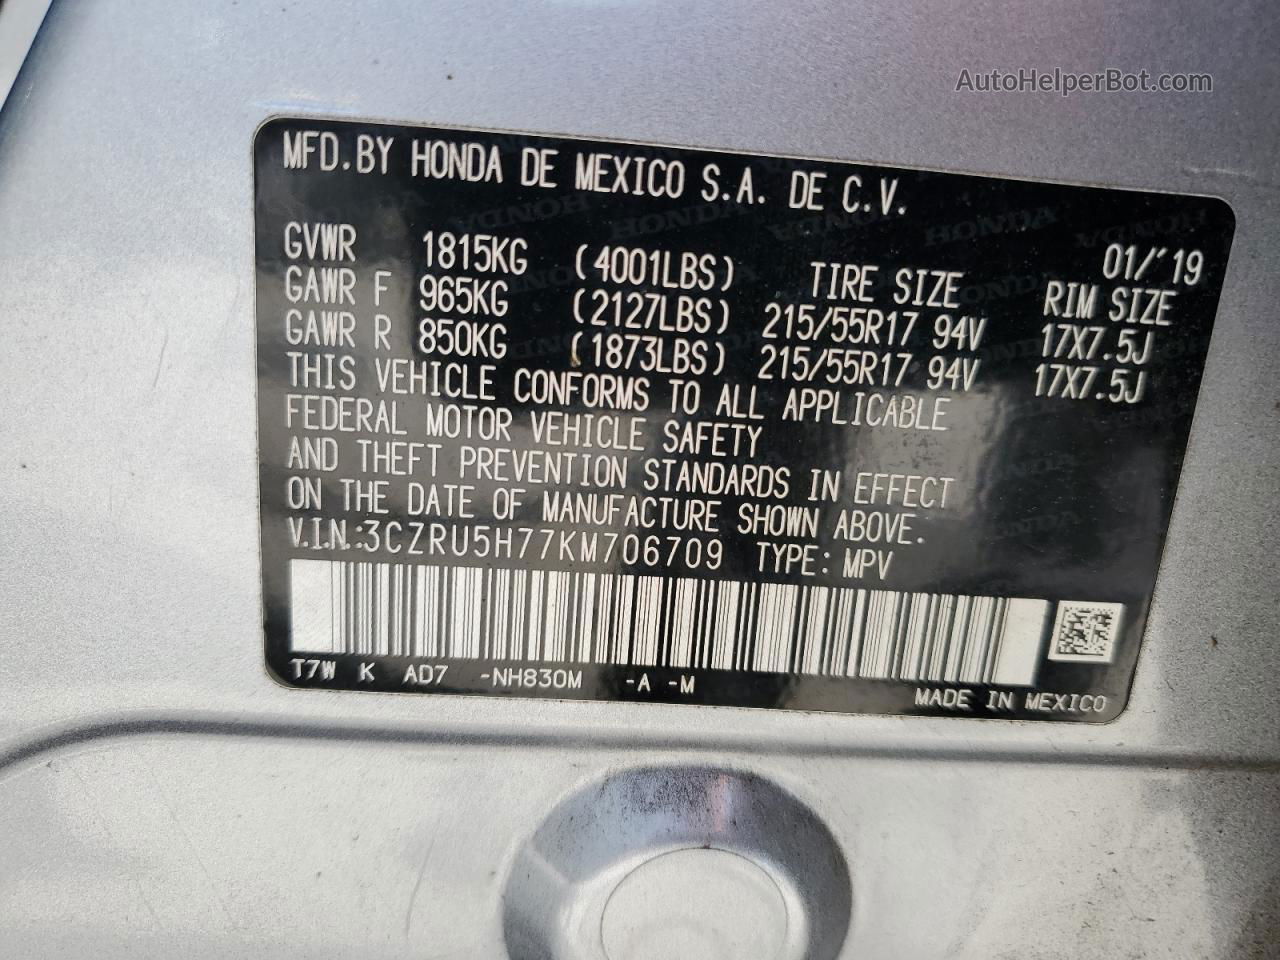 AutoHelperBot.com
MFD.BY HONDA DE MEXICO S.A. DE C.V.
01/'19
GVWR 1815KG (4001LBS) TIRE SIZE RIM SIZE
GAWR F 965KG (2127LBS) 215/55R17 94V 17X7.5J
GAWR R 850KG (1873LBS) 215/55R17 94V 17X7.5J
THIS VEHICLE CONFORMS TO ALL APPLICABLE
FEDERAL MOTOR VEHICLE SAFETY
AND THEFT PREVENTION STANDARDS IN EFFECT
ON THE DATE OF MANUFACTURE SHOWN ABOVE.
V.I.N.:3CZRU5H77KM706709 TYPE: MPV
T7W K AD7 -NH830M -A -M
MADE IN MEXICO